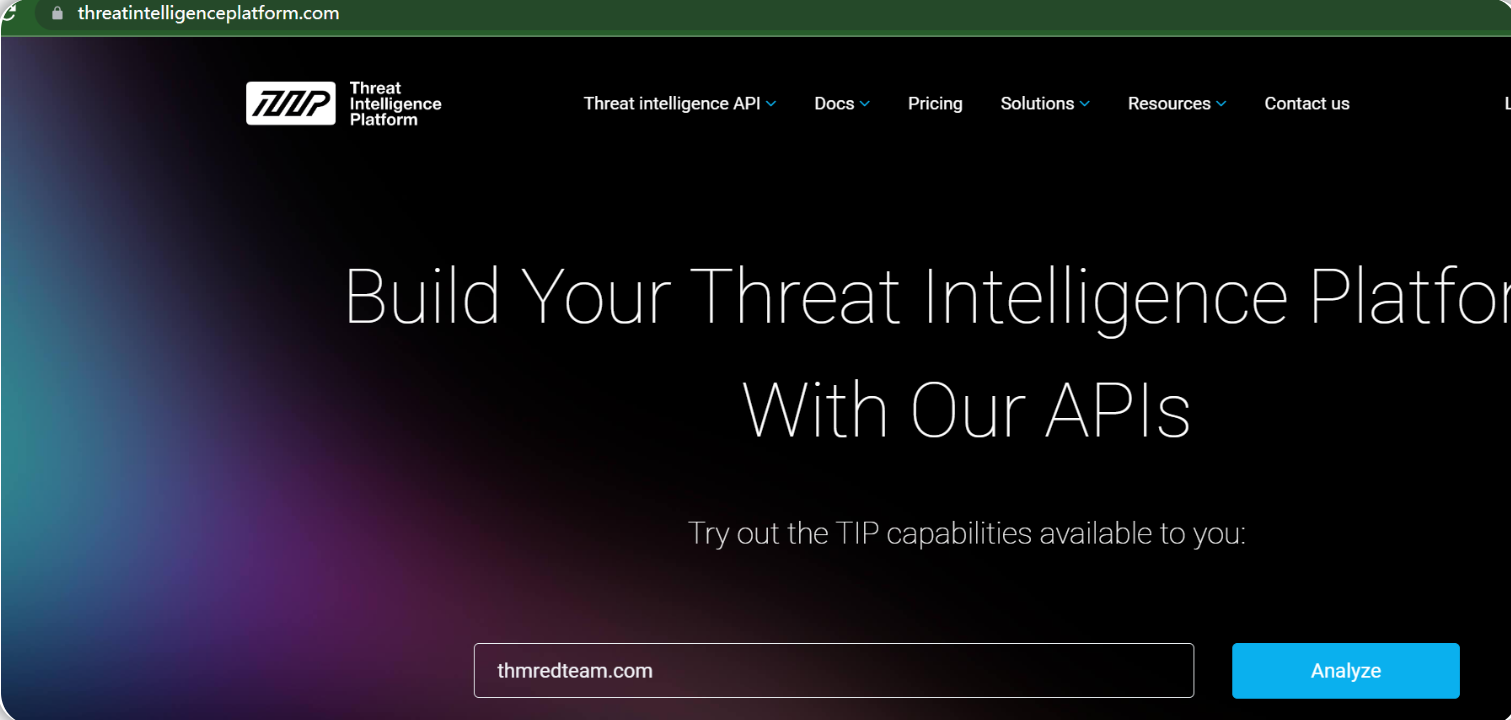 threatintelligenceplatform.com
Threat
Intelligence
Platform
Threat intelligence API Docs Pricing Solutions Resources Contact us L
Build Your Threat Intelligence Platfor
With Our APIs
Try out the TIP capabilities available to you:
thmredteam.com Analyze